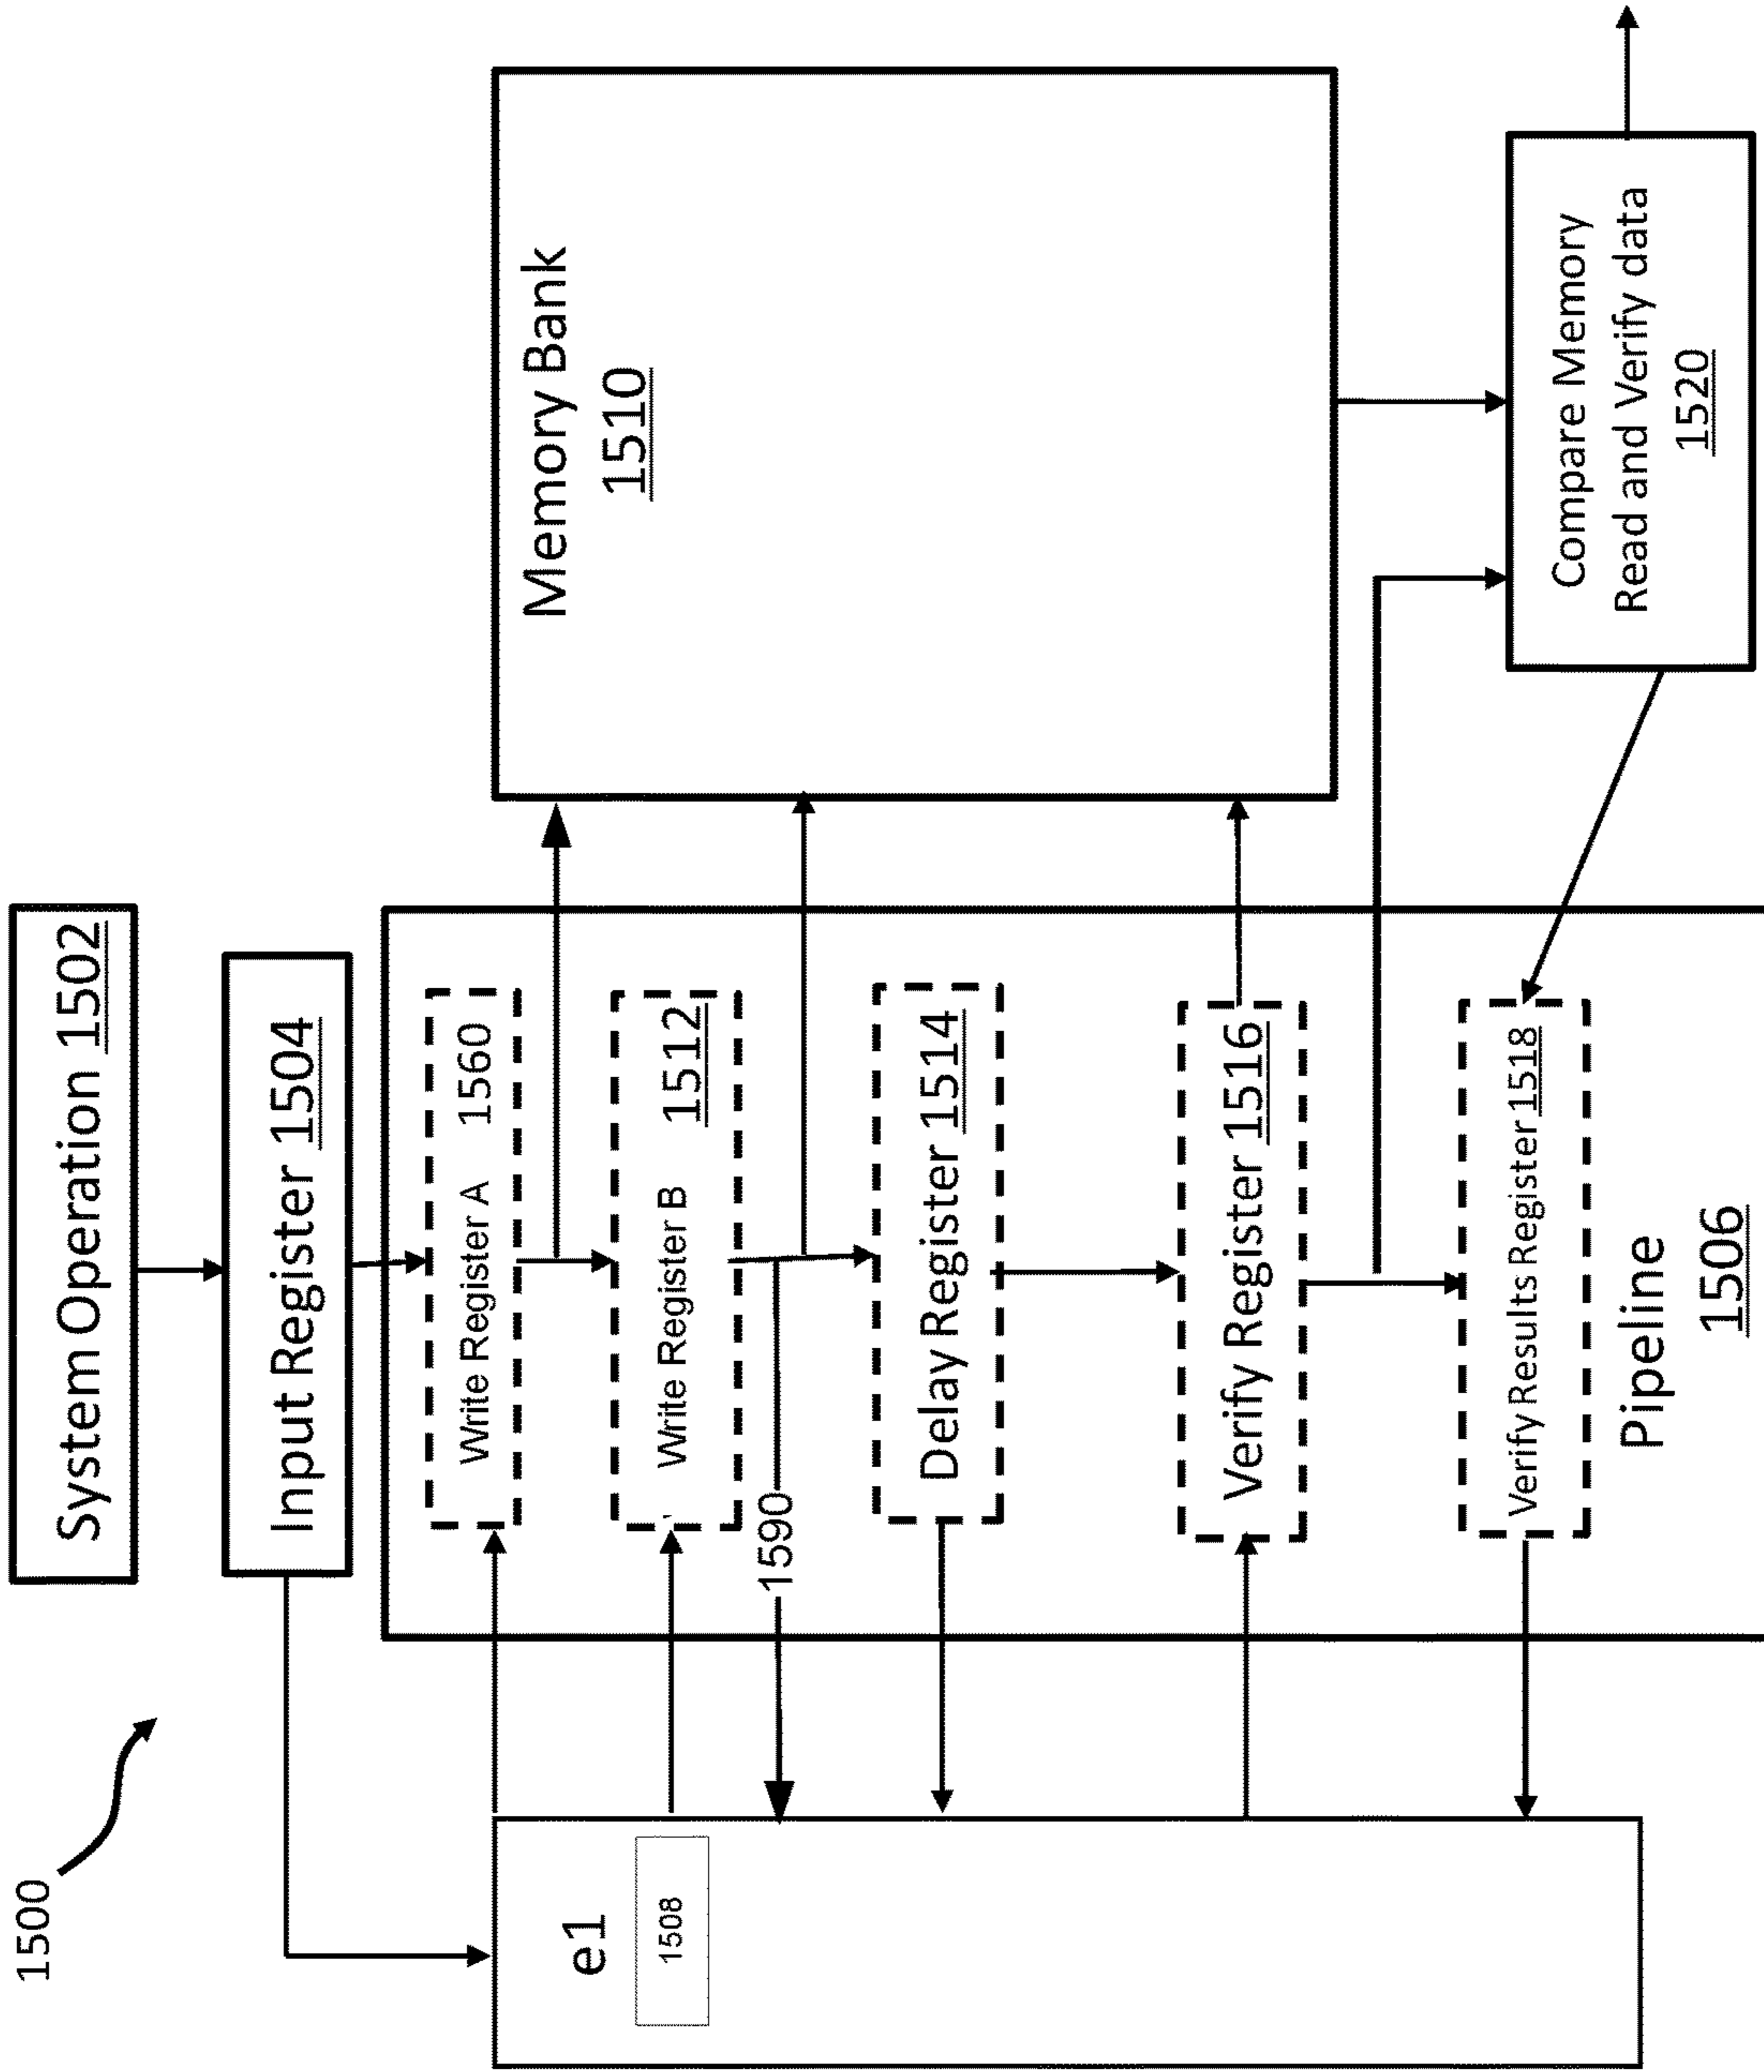 1500
System Operation 1502
Input Register 1504
Write Register A 1560
Write Register B 1512
1590
Delay Register 1514
Verify Register 1516
Verify Results Register 1518
Pipeline
1506
e1
1508
Memory Bank
1510
Compare Memory
Read and Verify data
1520